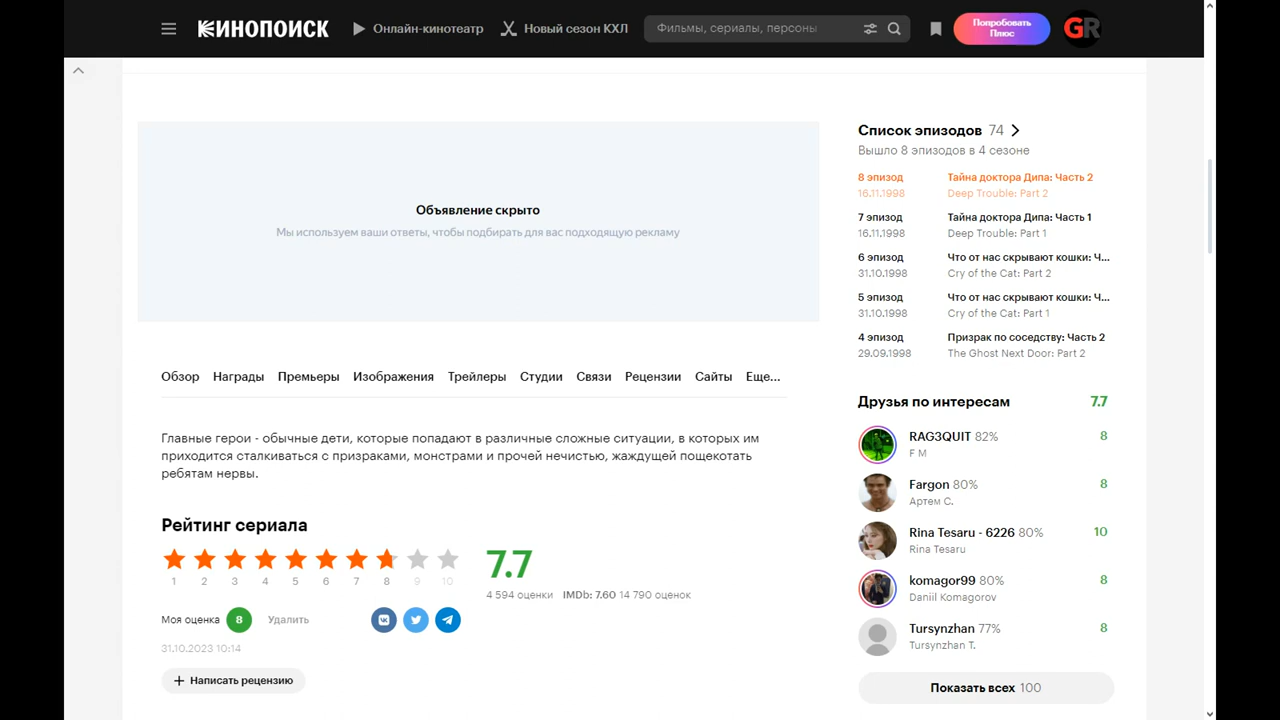 КИНОПОИСК
Онлайн-кинотеатр
Новый сезон КХЛ
Фильмы, сериалы, персоны
Попробовать
Плюс
GR
Объявление скрыто
Мы используем ваши ответы, чтобы подбирать для вас подходящую рекламу
Обзор Награды Премьеры Изображения Трейлеры Студии Связи Рецензии Сайты Еще...
Главные герои - обычные дети, которые попадают в различные сложные ситуации, в которых им
приходится сталкиваться с призраками, монстрами и прочей нечистью, жаждущей пощекотать
ребятам нервы.
Рейтинг сериала
1 2 3 4 5 6 7 8 9 10
7.7
4 594 оценки IMDb: 7.60 14 790 оценок
Моя оценка 8 Удалить
31.10.2023 10:14
+ Написать рецензию
Список эпизодов 74
Вышло 8 эпизодов в 4 сезоне
8 эпизод Тайна доктора Дипа: Часть 2
16.11.1998 Deep Trouble: Part 2
7 эпизод Тайна доктора Дипа: Часть 1
16.11.1998 Deep Trouble: Part 1
6 эпизод Что от нас скрывают кошки: Ч...
31.10.1998 Cry of the Cat: Part 2
5 эпизод Что от нас скрывают кошки: Ч...
31.10.1998 Cry of the Cat: Part 1
4 эпизод Призрак по соседству: Часть 2
29.09.1998 The Ghost Next Door: Part 2
Друзья по интересам 7.7
RAG3QUIT 82% 8
F M
Fargon 80% 8
Артем С.
Rina Tesaru - 6226 80% 10
Rina Tesaru
komagor99 80% 8
Daniil Komagorov
Tursynzhan 77% 8
Tursynzhan T.
Показать всех 100